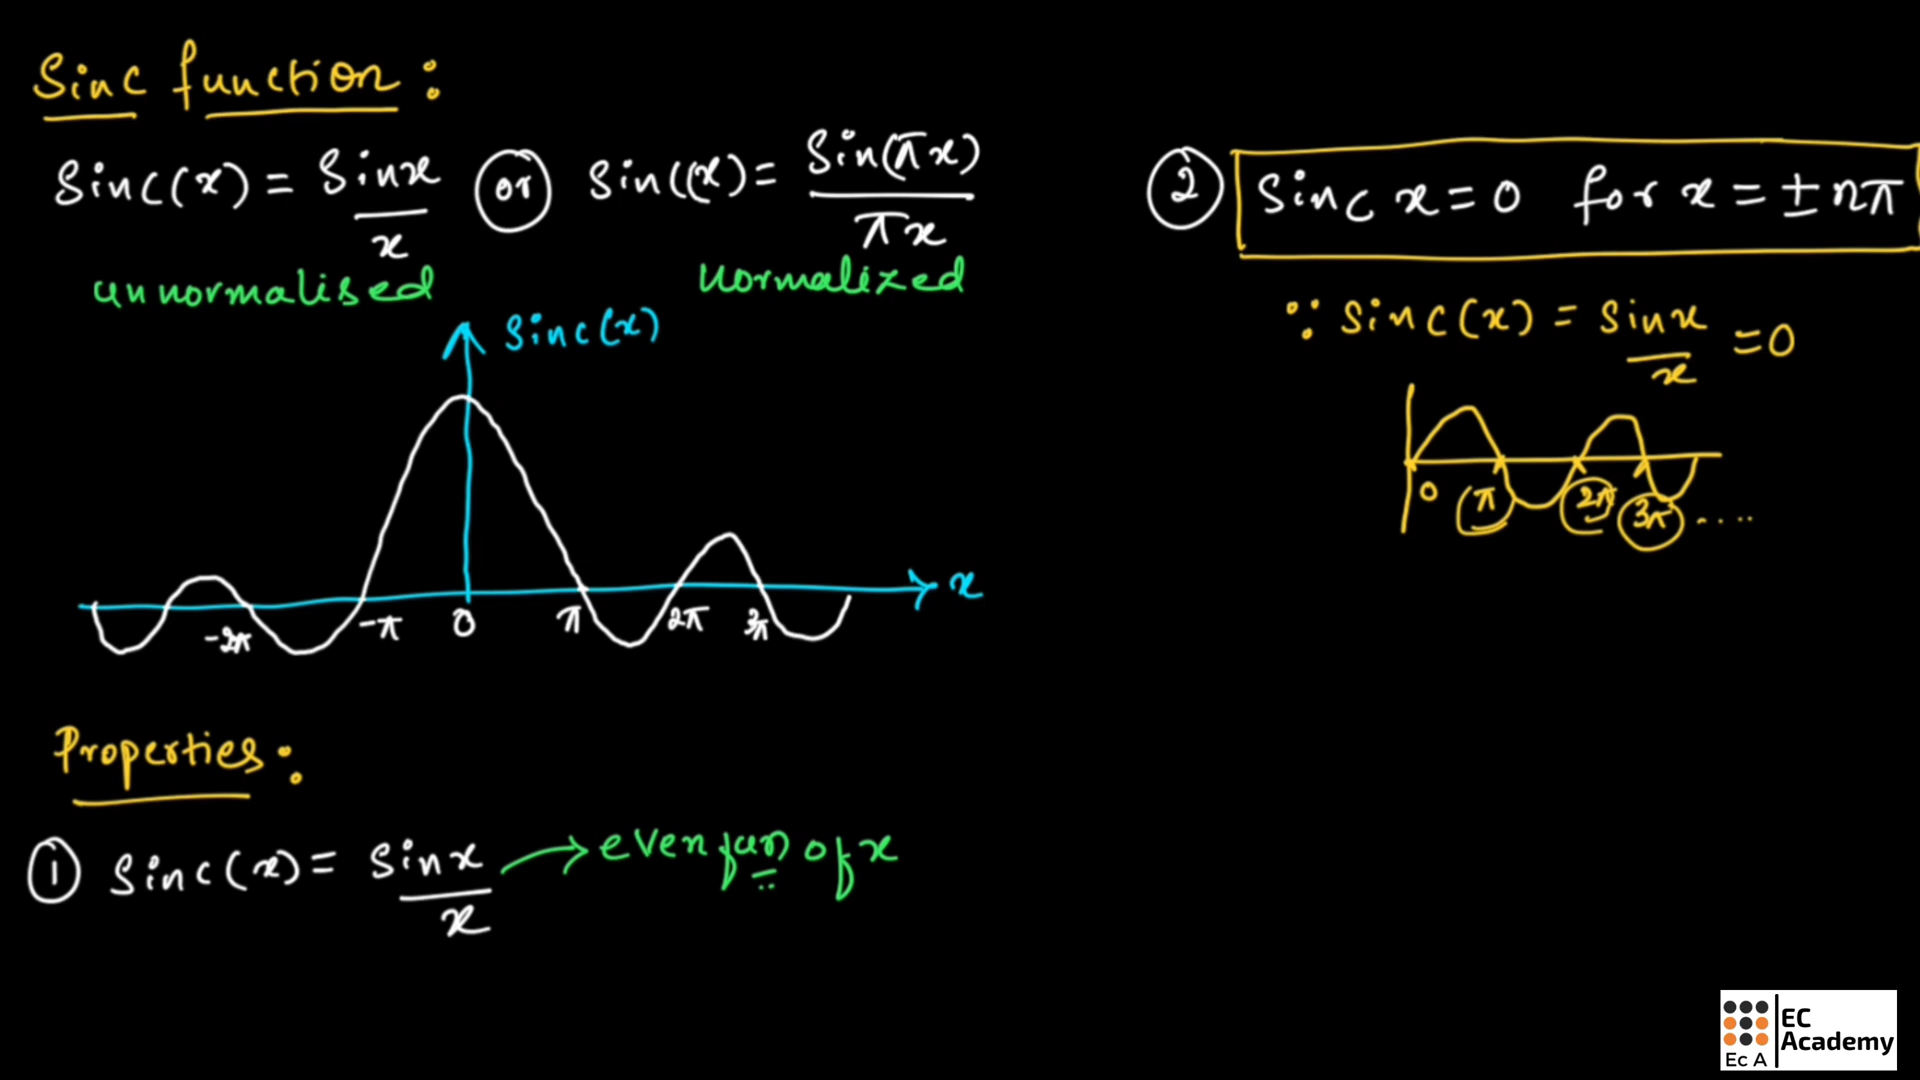 Sinc function :
Sinc(x) = Sinx/x or Sinc(x) = Sin(πx)/πx
unnormalised normalized
Sinc(x)
x
-2π -π 0 π 2π 3π
Properties :
① Sinc(x) = Sinx/x → even fun of x
② Sinc x = 0 for x = ± nπ
∵ Sinc(x) = Sinx/x = 0
0 π 2π 3π .....
EC
Academy
Ec A